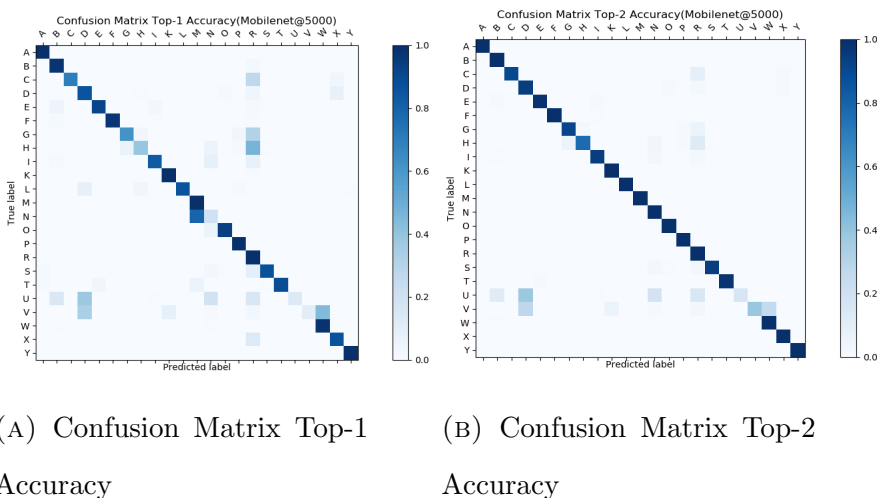 Confusion Matrix Top-1 Accuracy(Mobilenet@5000)
A B C D E F G H I K L M N O P R S T U V W X Y
A
B
C
D
E
F
G
H
I
K
L
M
N
O
P
R
S
T
U
V
W
X
Y
True label
Predicted label
1.0
0.8
0.6
0.4
0.2
0.0
Confusion Matrix Top-2 Accuracy(Mobilenet@5000)
A B C D E F G H I K L M N O P R S T U V W X Y
A
B
C
D
E
F
G
H
I
K
L
M
N
O
P
R
S
T
U
V
W
X
Y
True label
Predicted label
1.0
0.8
0.6
0.4
0.2
0.0
(A) Confusion Matrix Top-1
Accuracy
(B) Confusion Matrix Top-2
Accuracy